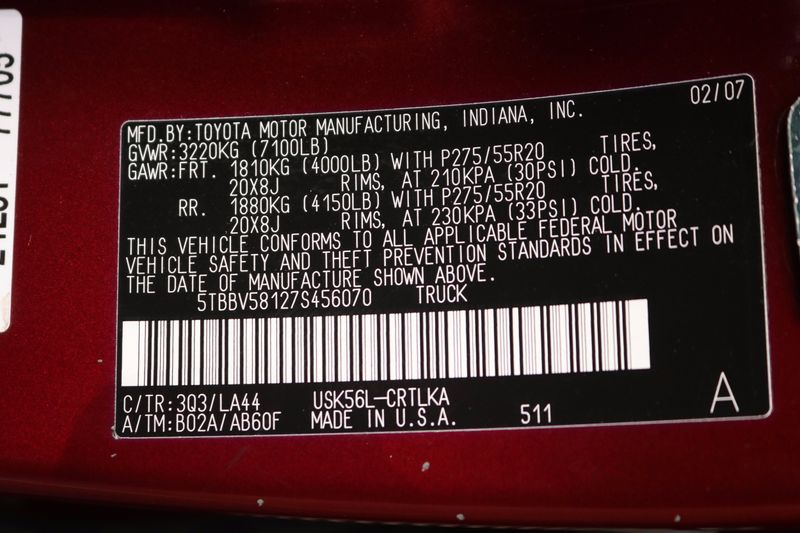 MFD.BY:TOYOTA MOTOR MANUFACTURING, INDIANA, INC. 02/07
GVWR:3220KG (7100LB)
GAWR:FRT. 1810KG (4000LB) WITH P275/55R20 TIRES,
20X8J RIMS, AT 210KPA (30PSI) COLD.
RR. 1880KG (4150LB) WITH P275/55R20 TIRES,
20X8J RIMS, AT 230KPA (33PSI) COLD.
THIS VEHICLE CONFORMS TO ALL APPLICABLE FEDERAL MOTOR
VEHICLE SAFETY AND THEFT PREVENTION STANDARDS IN EFFECT ON
THE DATE OF MANUFACTURE SHOWN ABOVE.
5TBBV58127S456070 TRUCK
C/TR:3Q3/LA44 USK56L-CRTLKA
A/TM:B02A/AB60F MADE IN U.S.A. 511 A